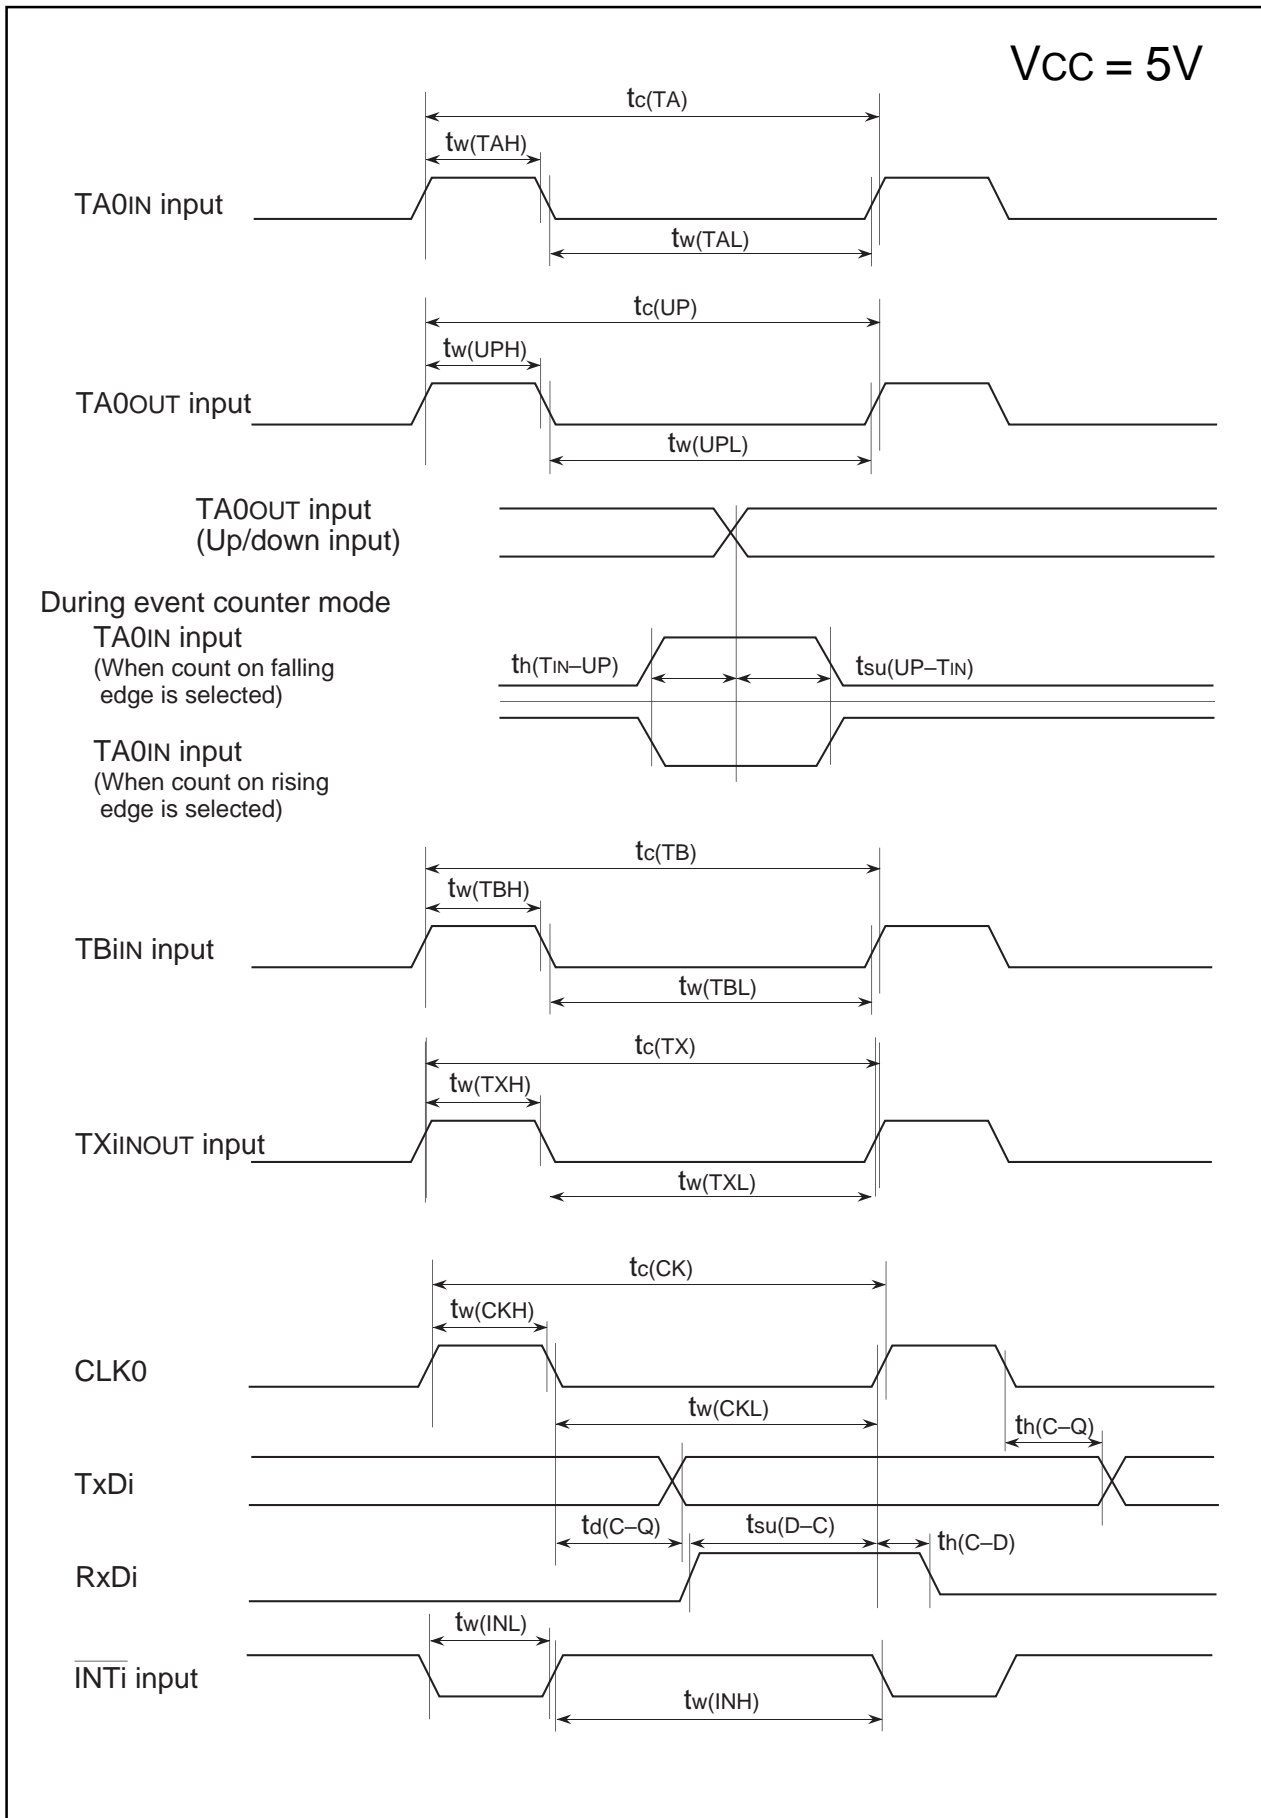 VCC = 5V
tc(TA)
tw(TAH)
TA0IN input
tw(TAL)
tc(UP)
tw(UPH)
TA0OUT input
tw(UPL)
TA0OUT input
(Up/down input)
During event counter mode
TA0IN input
(When count on falling
edge is selected)
th(TIN–UP)
tsu(UP–TIN)
TA0IN input
(When count on rising
edge is selected)
tc(TB)
tw(TBH)
TBiIN input
tw(TBL)
tc(TX)
tw(TXH)
TXiINOUT input
tw(TXL)
tc(CK)
tw(CKH)
CLK0
tw(CKL)
th(C–Q)
TxDi
td(C–Q)
tsu(D–C)
th(C–D)
RxDi
tw(INL)
INTi input
tw(INH)